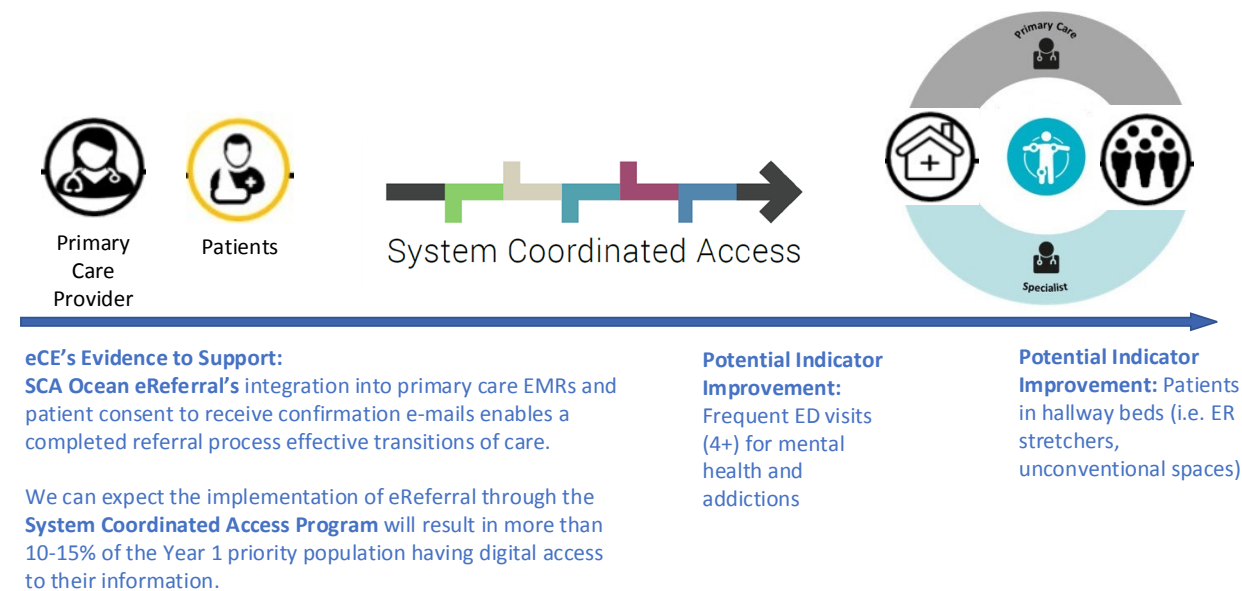 Primary Care
Primary
Care
Provider
Patients
System Coordinated Access
Specialist
eCE’s Evidence to Support:
SCA Ocean eReferral’s integration into primary care EMRs and
patient consent to receive confirmation e-mails enables a
completed referral process effective transitions of care.
We can expect the implementation of eReferral through the
System Coordinated Access Program will result in more than
10-15% of the Year 1 priority population having digital access
to their information.
Potential Indicator
Improvement:
Frequent ED visits
(4+) for mental
health and
addictions
Potential Indicator
Improvement: Patients
in hallway beds (i.e. ER
stretchers,
unconventional spaces)